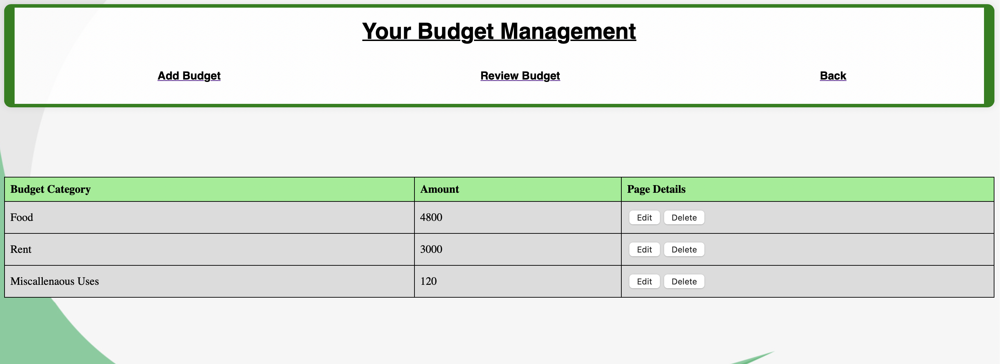 Your Budget Management
Add Budget Review Budget Back
Budget Category Amount Page Details
Food 4800 Edit Delete
Rent 3000 Edit Delete
Miscallenaous Uses 120 Edit Delete